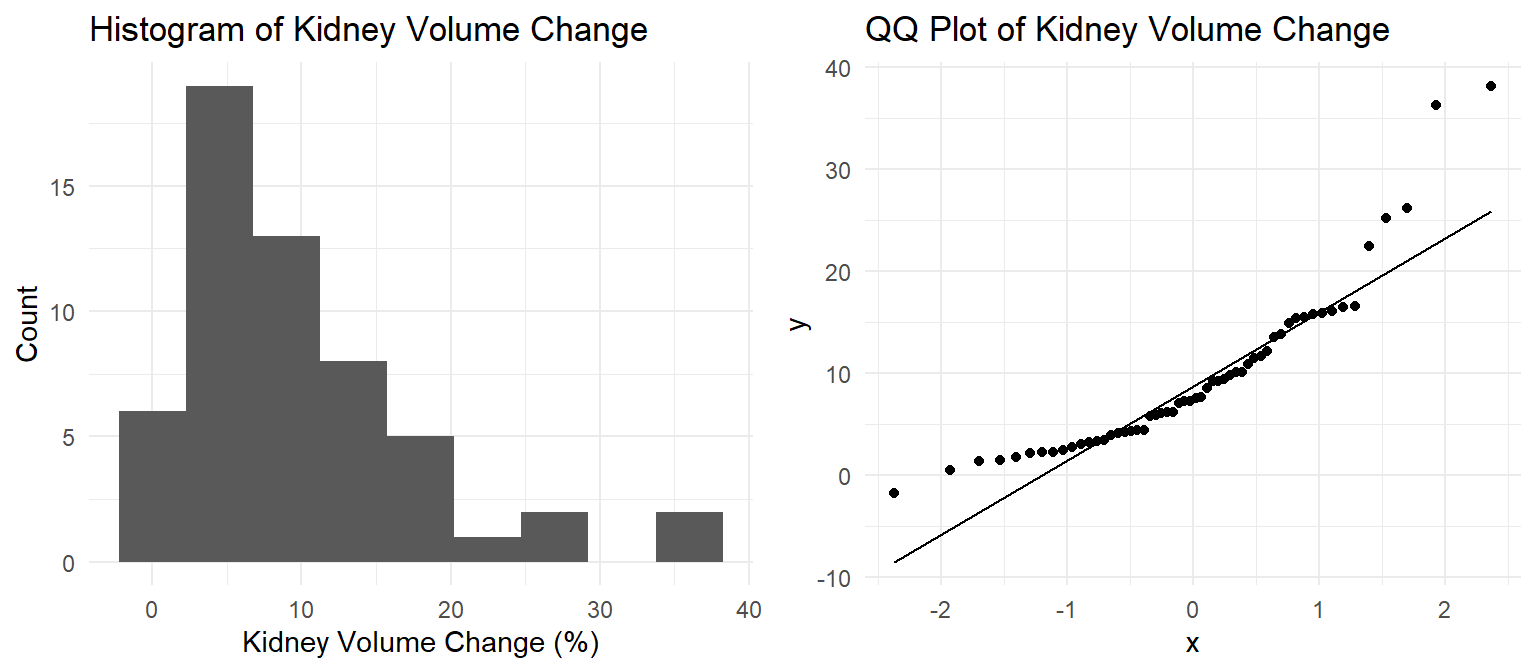 Histogram of Kidney Volume Change
Count
15
10
5
0
0 10 20 30 40
Kidney Volume Change (%)
QQ Plot of Kidney Volume Change
y
40
30
20
10
0
-10
-2 -1 0 1 2
x